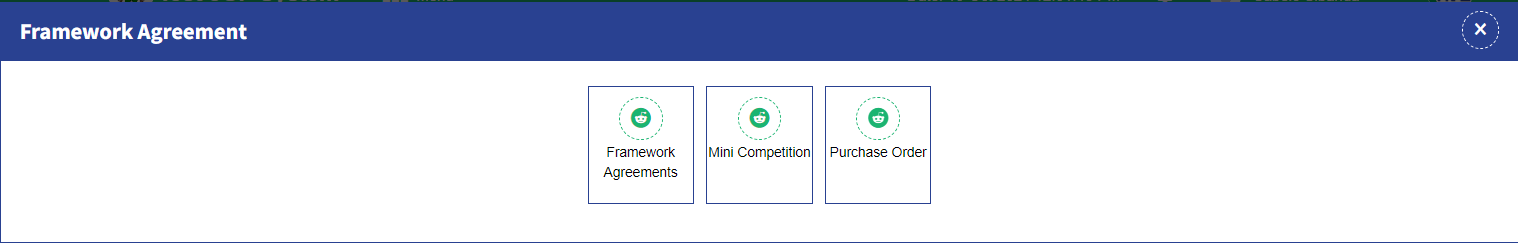 Framework Agreement
Framework
Agreements
Mini Competition
Purchase Order